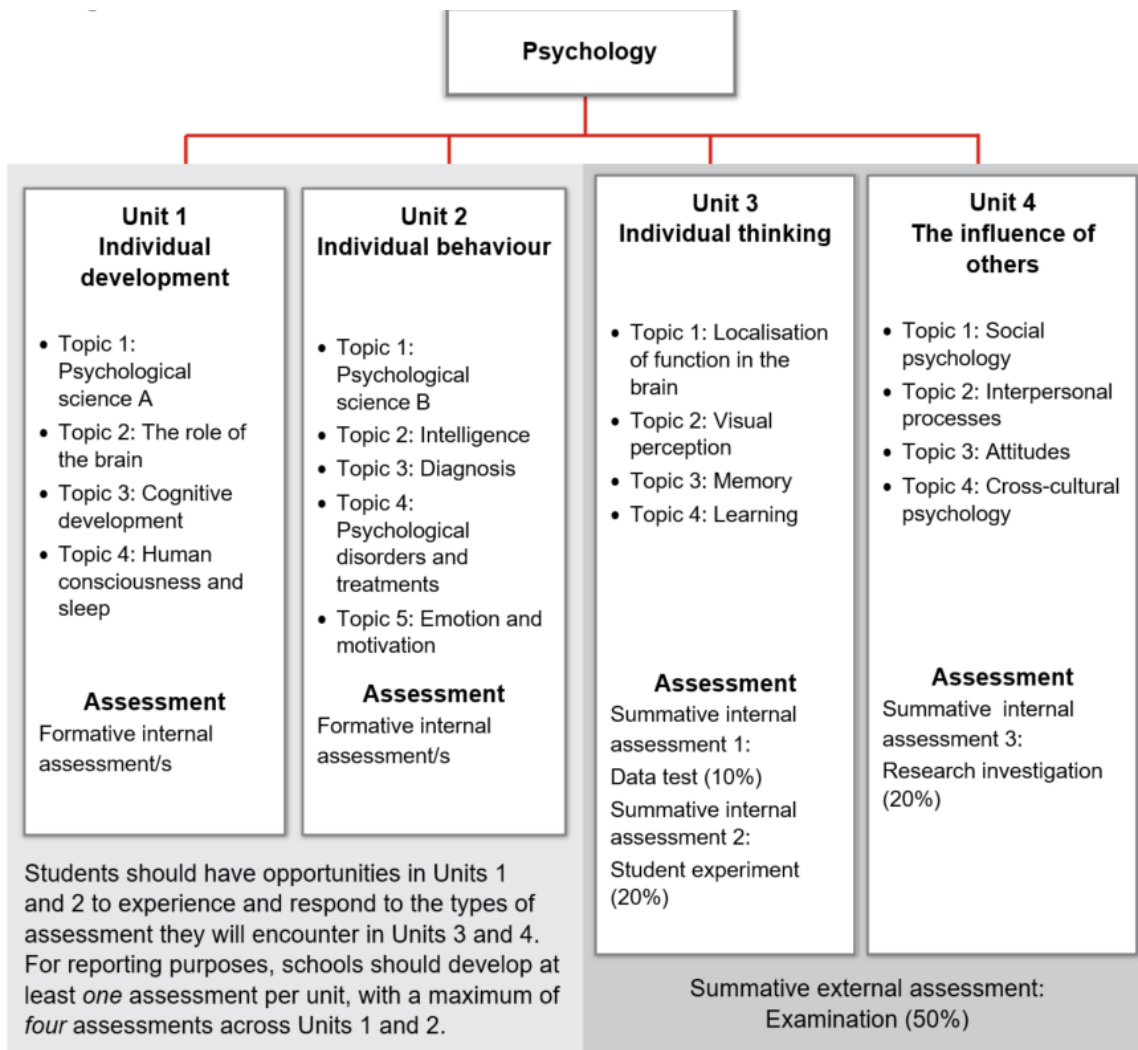 Psychology
Unit 1
Individual
development
• Topic 1:
Psychological
science A
• Topic 2: The role of
the brain
• Topic 3: Cognitive
development
• Topic 4: Human
consciousness and
sleep
Assessment
Formative internal
assessment/s
Unit 2
Individual behaviour
• Topic 1:
Psychological
science B
• Topic 2: Intelligence
• Topic 3: Diagnosis
• Topic 4:
Psychological
disorders and
treatments
• Topic 5: Emotion and
motivation
Assessment
Formative internal
assessment/s
Students should have opportunities in Units 1
and 2 to experience and respond to the types of
assessment they will encounter in Units 3 and 4.
For reporting purposes, schools should develop at
least one assessment per unit, with a maximum of
four assessments across Units 1 and 2.
Unit 3
Individual thinking
• Topic 1: Localisation
of function in the
brain
• Topic 2: Visual
perception
• Topic 3: Memory
• Topic 4: Learning
Assessment
Summative internal
assessment 1:
Data test (10%)
Summative internal
assessment 2:
Student experiment
(20%)
Unit 4
The influence of
others
• Topic 1: Social
psychology
• Topic 2: Interpersonal
processes
• Topic 3: Attitudes
• Topic 4: Cross-cultural
psychology
Assessment
Summative internal
assessment 3:
Research investigation
(20%)
Summative external assessment:
Examination (50%)